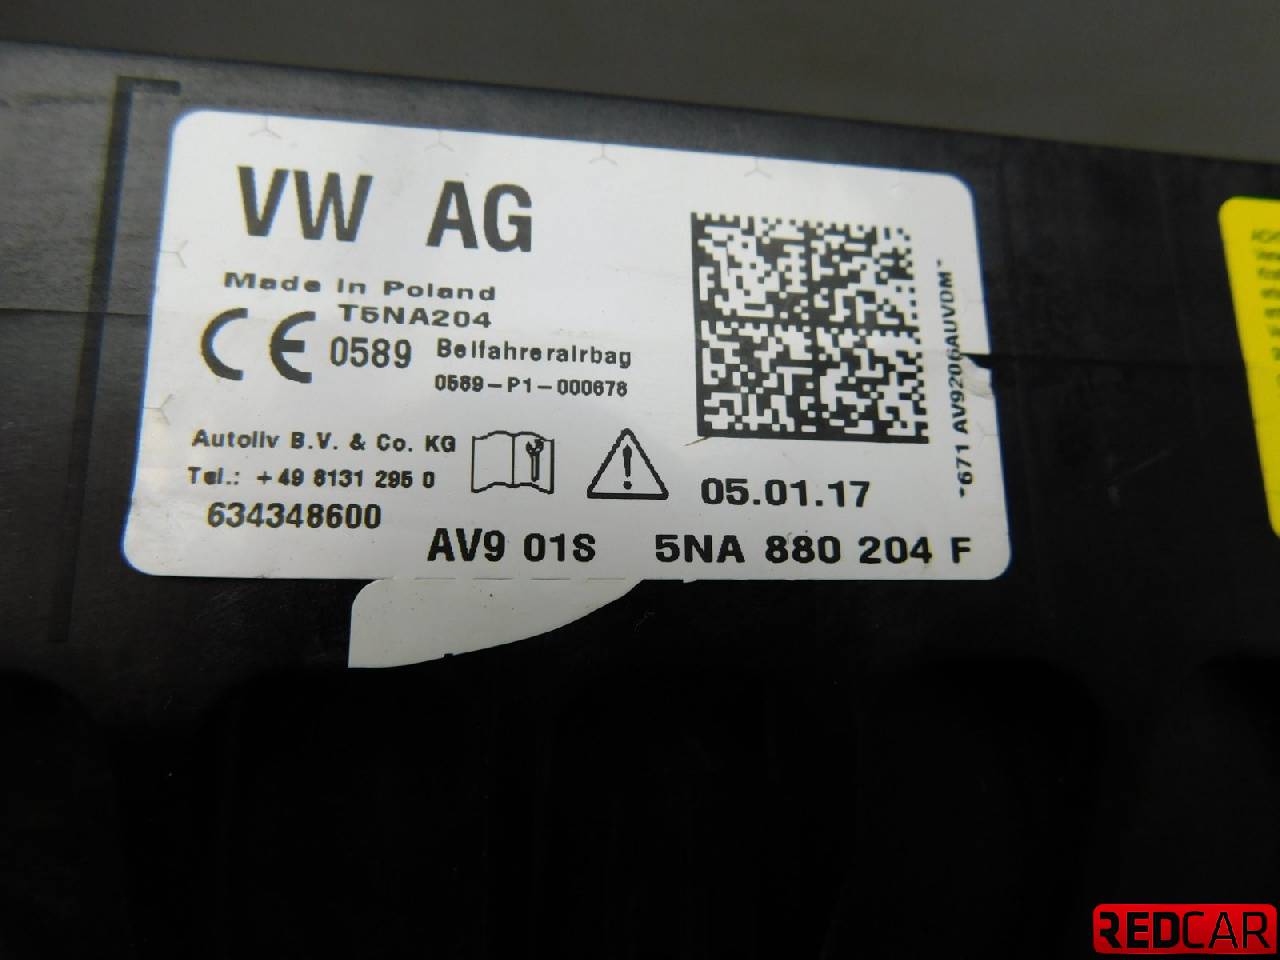 VW AG
Made in Poland
T5NA204
CE 0589 Beifahrerairbag
0589-P1-000678
Autoliv B.V. & Co. KG
Tel.: +49 8131 295 0
634348600
05.01.17
AV9 01S 5NA 880 204 F
*671 AV9206AUVDM*
REDCAR